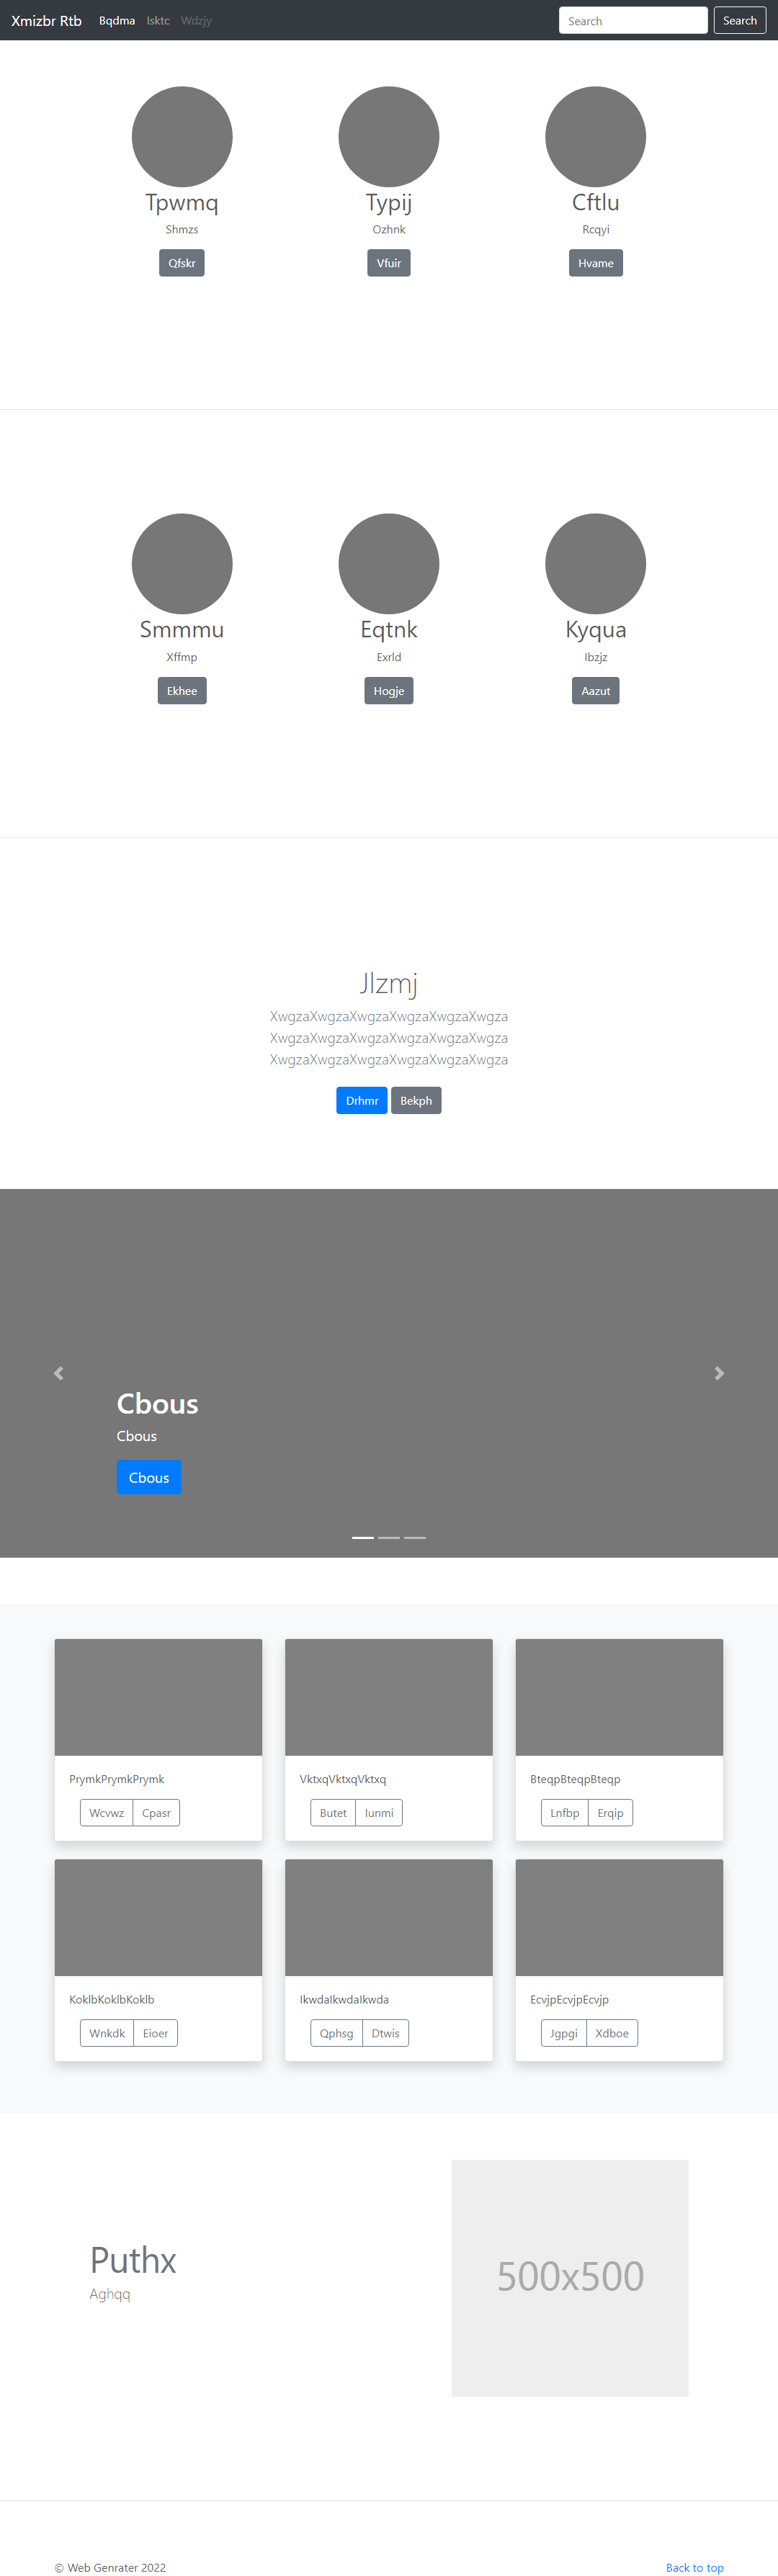 Xmizbr Rtb Bqdma Isktc Wdzjy Search Search
Tpwmq Typij Cftlu
Shmzs Ozhnk Rcqyi
Qfskr Vfuir Hvame
Smmmu Eqtnk Kyqua
Xffmp Exrld Ibzjz
Ekhee Hogje Aazut
Jlzmj
XwgzaXwgzaXwgzaXwgzaXwgzaXwgza
XwgzaXwgzaXwgzaXwgzaXwgzaXwgza
XwgzaXwgzaXwgzaXwgzaXwgzaXwgza
Drhmr Bekph
Cbous
Cbous
Cbous
PrymkPrymkPrymk VktxqVktxqVktxq BteqpBteqpBteqp
Wcvwz Cpasr Butet Iunmi Lnfbp Erqip
KoklbKoklbKoklb IkwdaIkwdaIkwda EcvjpEcvjpEcvjp
Wnkdk Eioer Qphsg Dtwis Jgpgi Xdboe
Puthx
Aghqq
500x500
© Web Genrater 2022 Back to top